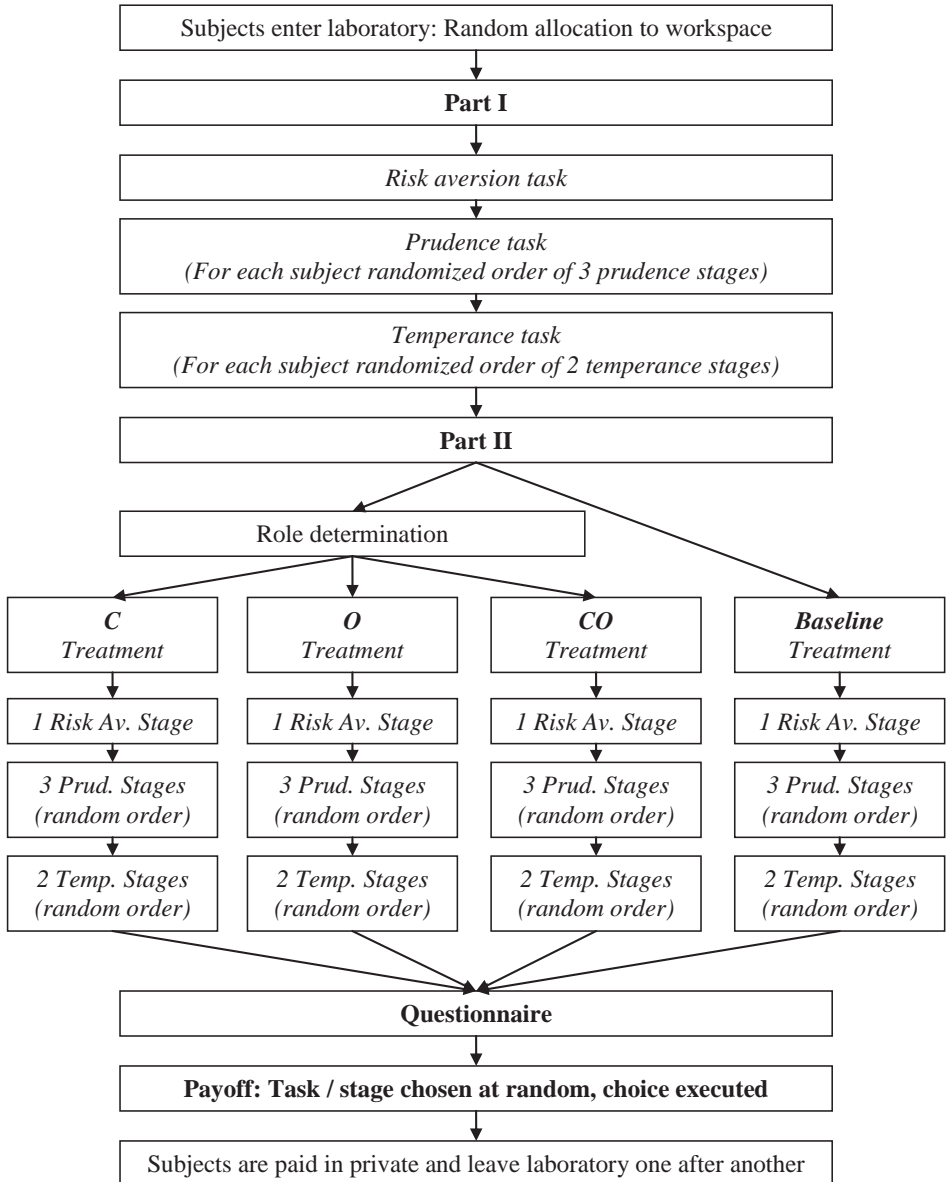 Subjects enter laboratory: Random allocation to workspace
Part I
Risk aversion task
Prudence task
(For each subject randomized order of 3 prudence stages)
Temperance task
(For each subject randomized order of 2 temperance stages)
Part II
Role determination
C
Treatment
O
Treatment
CO
Treatment
Baseline
Treatment
1 Risk Av. Stage
1 Risk Av. Stage
1 Risk Av. Stage
1 Risk Av. Stage
3 Prud. Stages
(random order)
3 Prud. Stages
(random order)
3 Prud. Stages
(random order)
3 Prud. Stages
(random order)
2 Temp. Stages
(random order)
2 Temp. Stages
(random order)
2 Temp. Stages
(random order)
2 Temp. Stages
(random order)
Questionnaire
Payoff: Task / stage chosen at random, choice executed
Subjects are paid in private and leave laboratory one after another